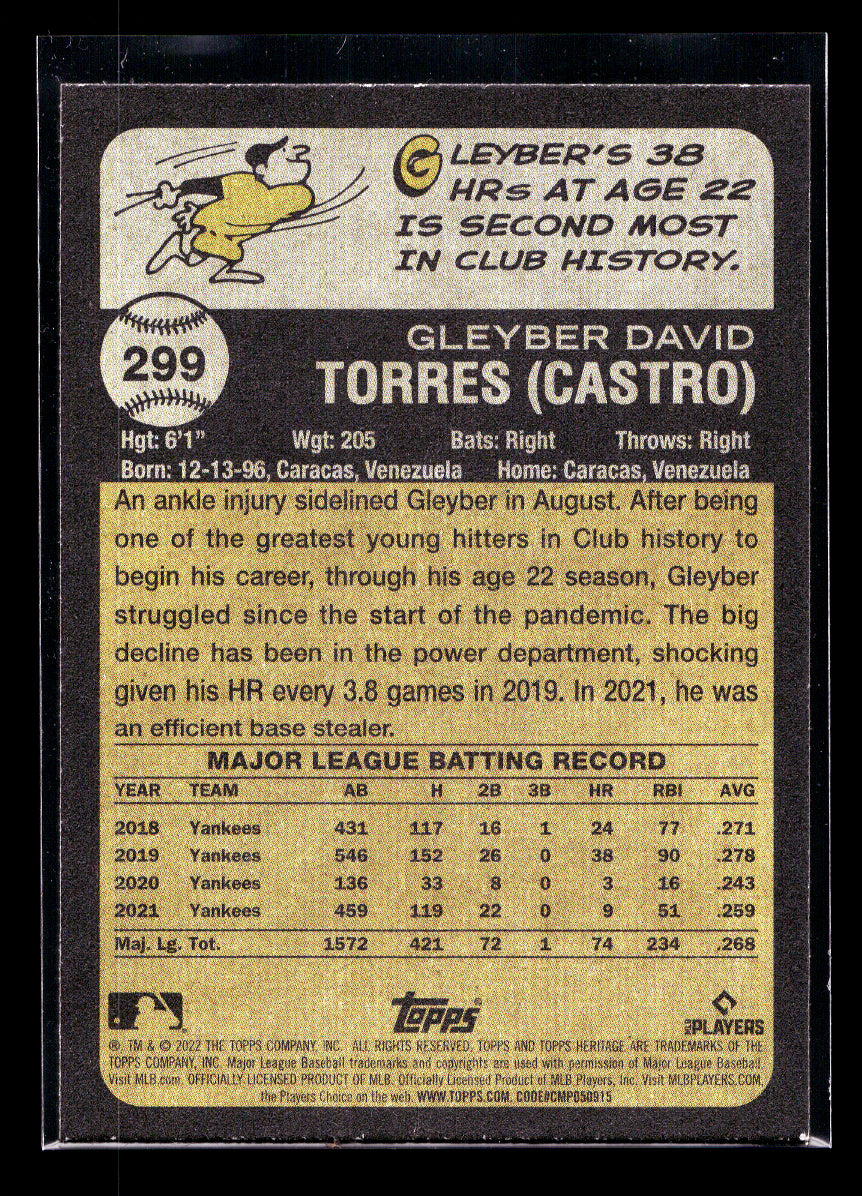 GLEYBER'S 38
HRS AT AGE 22
IS SECOND MOST
IN CLUB HISTORY.
299
GLEYBER DAVID
TORRES (CASTRO)
Hgt: 6'1" Wgt: 205 Bats: Right Throws: Right
Born: 12-13-96, Caracas, Venezuela Home: Caracas, Venezuela
An ankle injury sidelined Gleyber in August. After being
one of the greatest young hitters in Club history to
begin his career, through his age 22 season, Gleyber
struggled since the start of the pandemic. The big
decline has been in the power department, shocking
given his HR every 3.8 games in 2019. In 2021, he was
an efficient base stealer.
MAJOR LEAGUE BATTING RECORD
YEAR TEAM AB H 2B 3B HR RBI AVG
2018 Yankees 431 117 16 1 24 77 .271
2019 Yankees 546 152 26 0 38 90 .278
2020 Yankees 136 33 8 0 3 16 .243
2021 Yankees 459 119 22 0 9 51 .259
Maj. Lg. Tot. 1572 421 72 1 74 234 .268
Topps® MLB PLAYERS
®, TM & © 2022 THE TOPPS COMPANY, INC. ALL RIGHTS RESERVED. TOPPS AND TOPPS HERITAGE ARE TRADEMARKS OF THE
TOPPS COMPANY, INC. Major League Baseball trademarks and copyrights are used with permission of Major League Baseball.
Visit MLB.com. OFFICIALLY LICENSED PRODUCT OF MLB. Officially Licensed Product of MLB Players, Inc. Visit MLBPLAYERS.COM,
the Players Choice on the web. WWW.TOPPS.COM. CODE#CMP050915